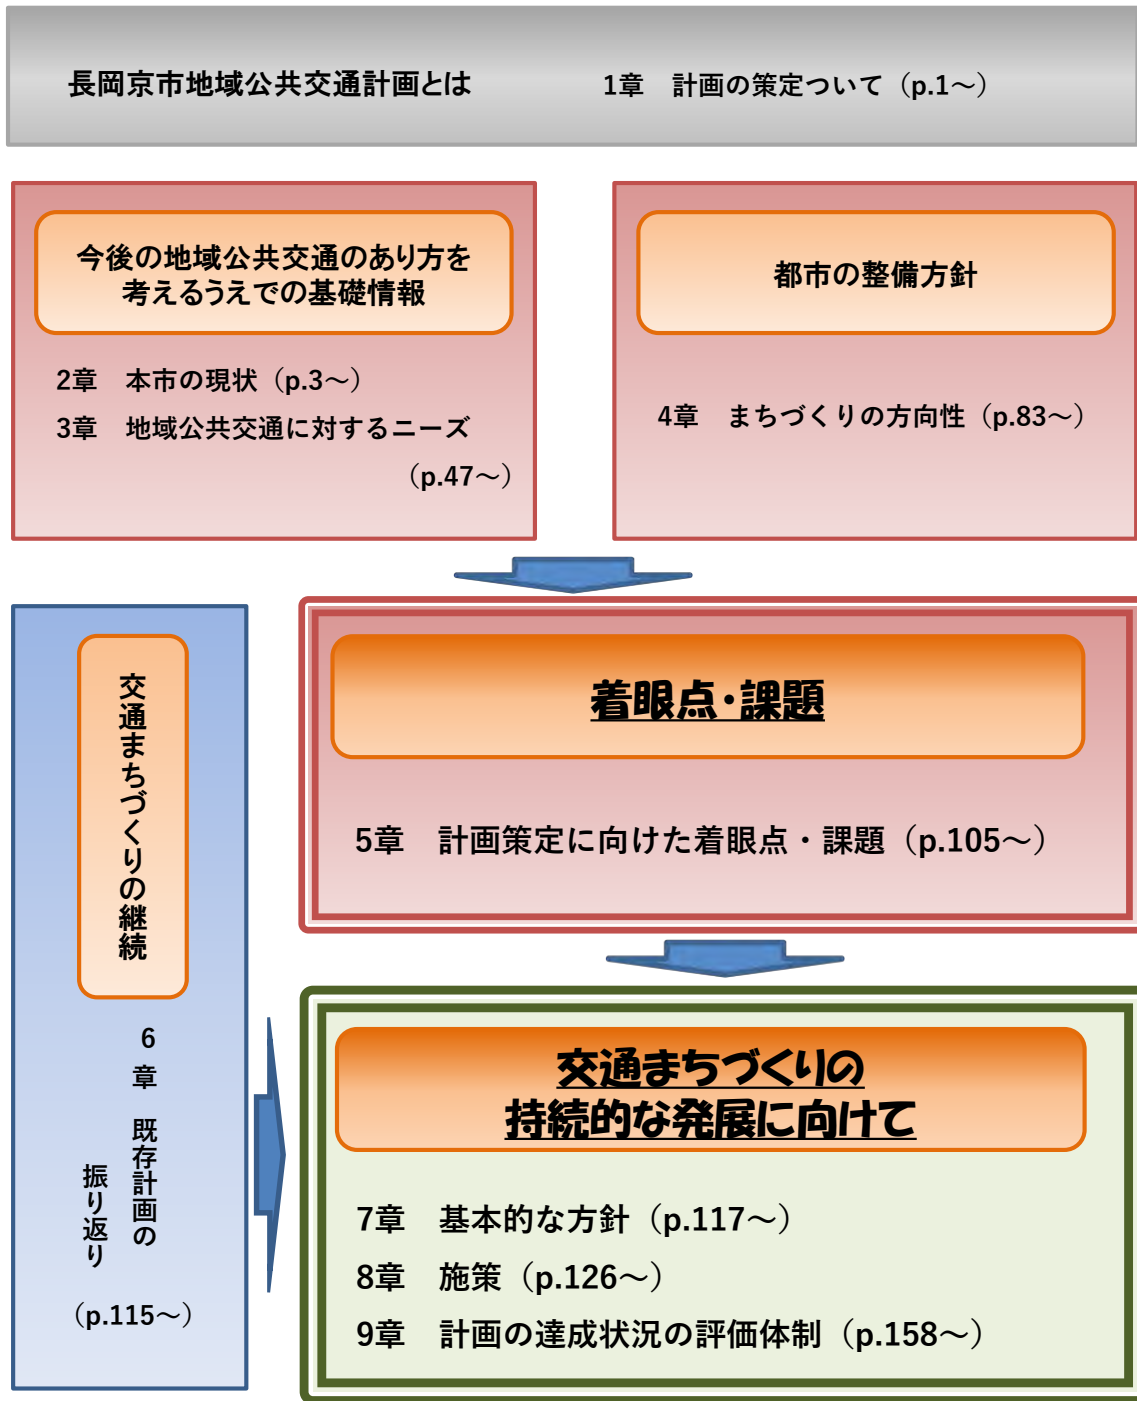 長岡京市地域公共交通計画とは　1章　計画の策定ついて（p.1～）
今後の地域公共交通のあり方を
考えるうえでの基礎情報
2章　本市の現状（p.3～）
3章　地域公共交通に対するニーズ
（p.47～）
都市の整備方針
4章　まちづくりの方向性（p.83～）
着眼点・課題
5章　計画策定に向けた着眼点・課題（p.105～）
交通まちづくりの継続
6章　既存計画の
振り返り
（p.115～）
交通まちづくりの
持続的な発展に向けて
7章　基本的な方針（p.117～）
8章　施策（p.126～）
9章　計画の達成状況の評価体制（p.158～）